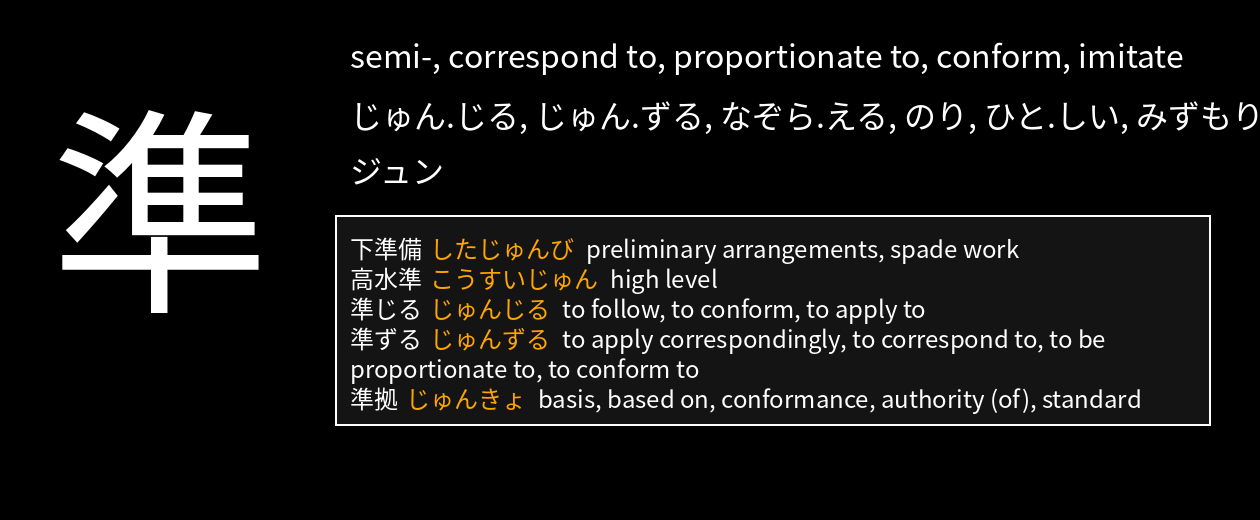 準
semi-, correspond to, proportionate to, conform, imitate
じゅん.じる, じゅん.ずる, なぞら.える, のり, ひと.しい, みずもり
ジュン
下準備 したじゅんび preliminary arrangements, spade work
高水準 こうすいじゅん high level
準じる じゅんじる to follow, to conform, to apply to
準ずる じゅんずる to apply correspondingly, to correspond to, to be
proportionate to, to conform to
準拠 じゅんきょ basis, based on, conformance, authority (of), standard